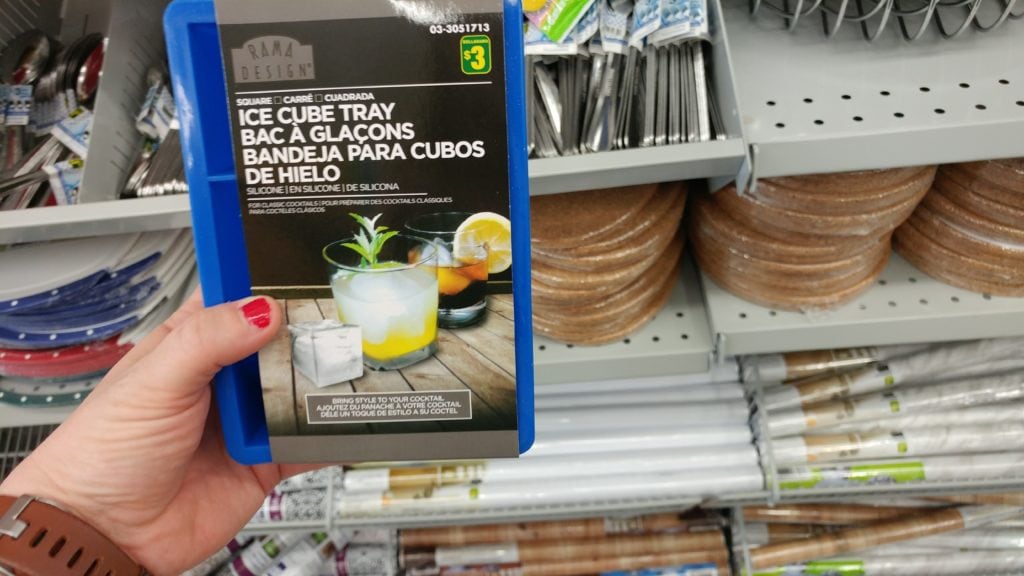 03-3051713
DOLLARAMA
$3
RAMA
DESIGN®
SQUARE □ CARRÉ □ CUADRADA
ICE CUBE TRAY
BAC À GLAÇONS
BANDEJA PARA CUBOS
DE HIELO
SILICONE | EN SILICONE | DE SILICONA
FOR CLASSIC COCKTAILS | POUR PRÉPARER DES COCKTAILS CLASSIQUES
PARA COCTELES CLÁSICOS
BRING STYLE TO YOUR COCKTAIL
AJOUTEZ DU PANACHE À VOTRE COCKTAIL
DÉLE UN TOQUE DE ESTILO A SU COCTEL